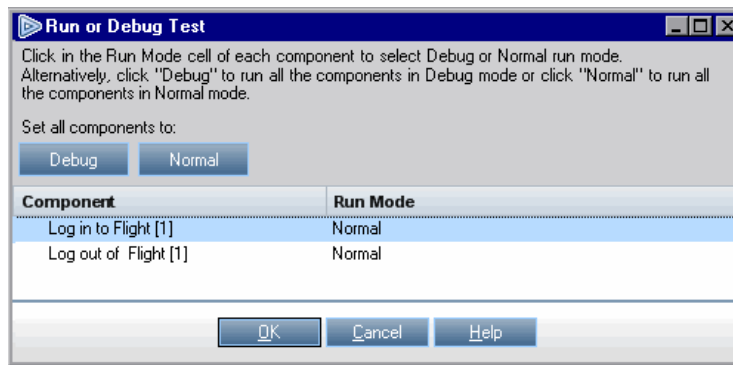 Run or Debug Test
Click in the Run Mode cell of each component to select Debug or Normal run mode.
Alternatively, click "Debug" to run all the components in Debug mode or click "Normal" to run all
the components in Normal mode.
Set all components to:
Debug Normal
Component Run Mode
Log in to Flight [1] Normal
Log out of Flight [1] Normal
OK Cancel Help